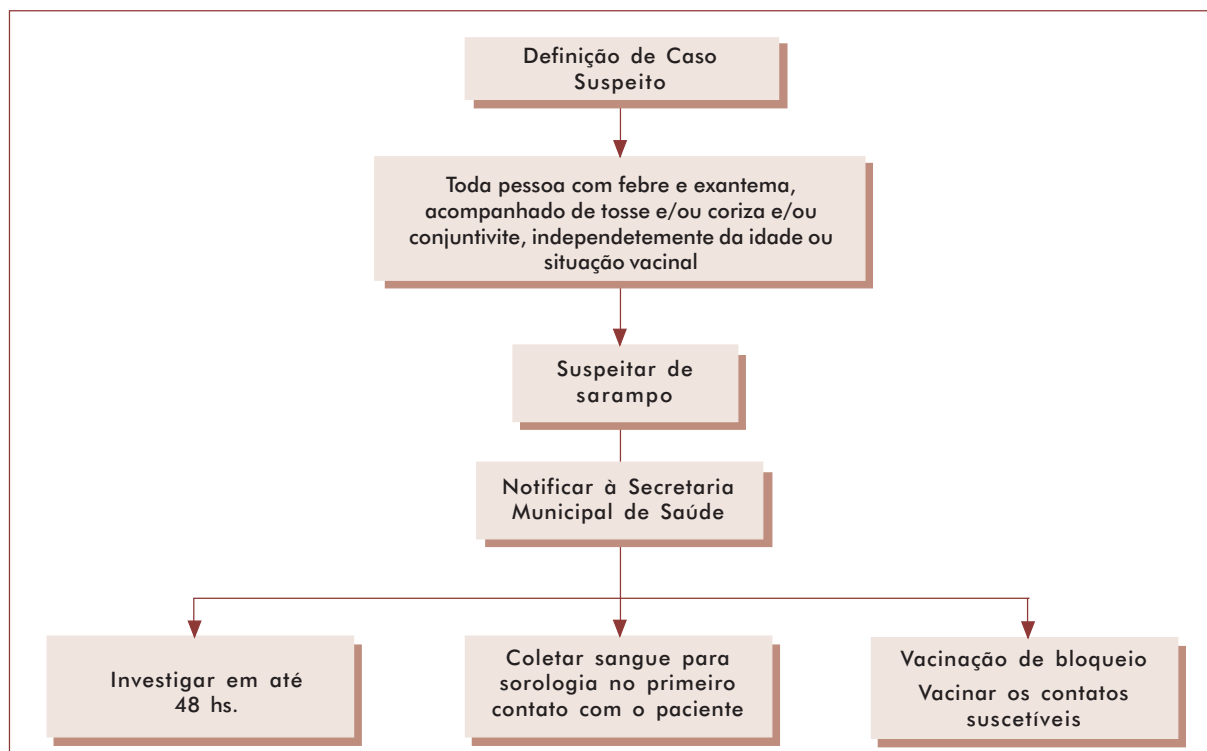 Definição de Caso
Suspeito
Toda pessoa com febre e exantema,
acompanhado de tosse e/ou coriza e/ou
conjuntivite, independetemente da idade ou
situação vacinal
Suspeitar de
sarampo
Notificar à Secretaria
Municipal de Saúde
Investigar em até
48 hs.
Coletar sangue para
sorologia no primeiro
contato com o paciente
Vacinação de bloqueio
Vacinar os contatos
suscetíveis